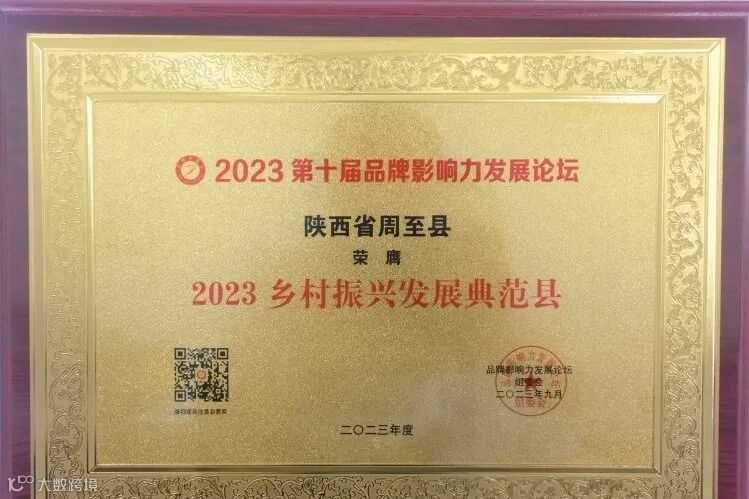 2023 第十届品牌影响力发展论坛
陕西省周至县
荣膺
2023 乡村振兴发展典范县
品牌影响力发展论坛
组委会
二〇二三年九月
二〇二三年度
大数跨境